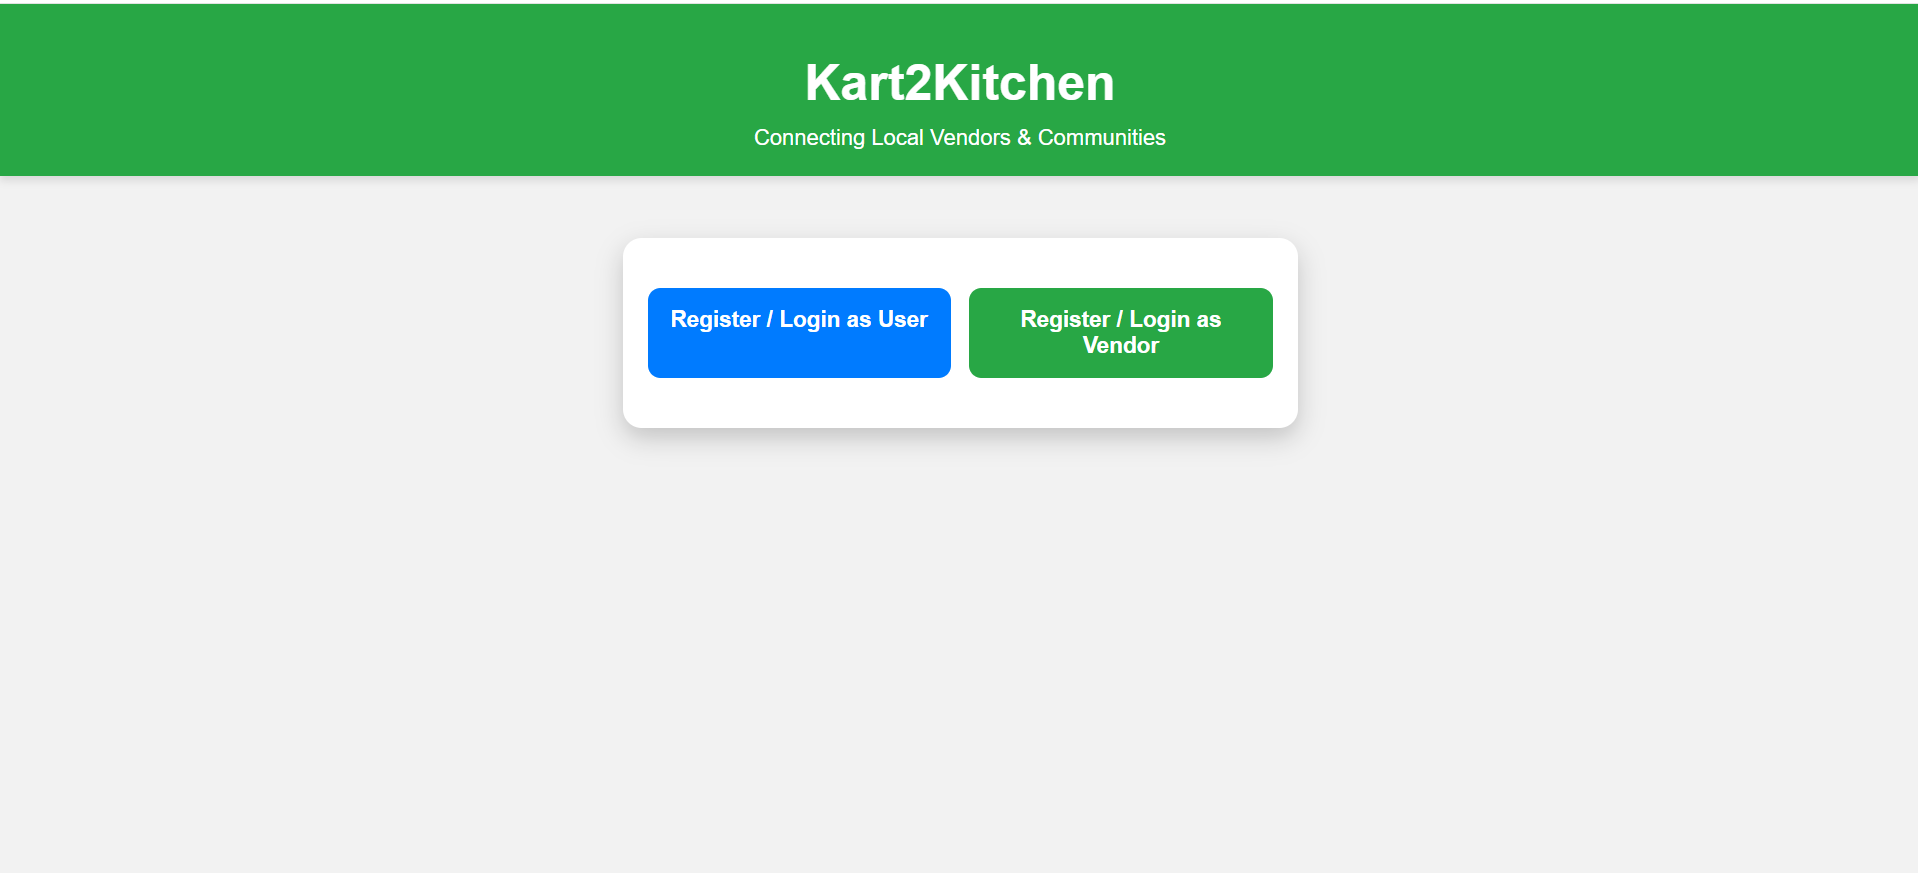 Kart2Kitchen
Connecting Local Vendors & Communities
Register / Login as User
Register / Login as
Vendor